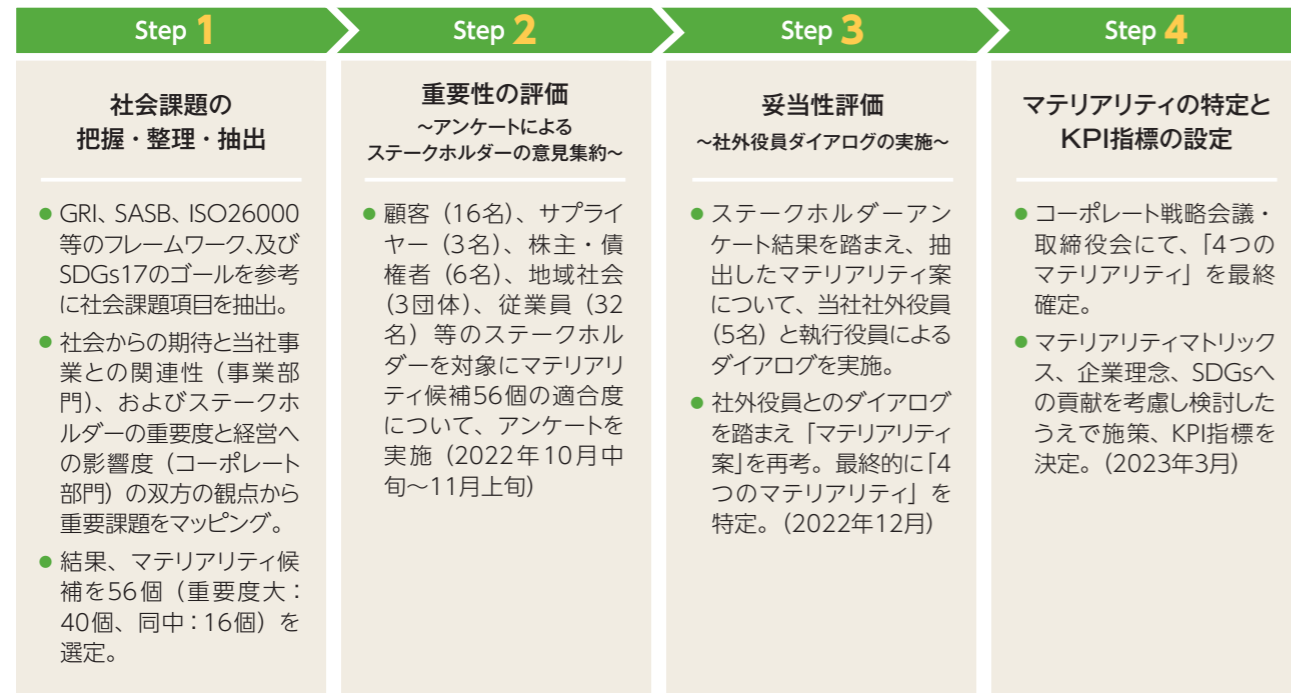 Step 1
Step 2
Step 3
Step 4
社会課題の
把握・整理・抽出
● GRI、SASB、ISO26000
等のフレームワーク、及び
SDGs17のゴールを参考
に社会課題項目を抽出。
● 社会からの期待と当社事
業との関連性（事業部
門）、およびステークホ
ルダーの重要度と経営へ
の影響度（コーポレート
部門）の双方の観点から
重要課題をマッピング。
● 結果、マテリアリティ候
補を56個（重要度大：
40個、同中：16個）を
選定。
重要性の評価
～アンケートによる
ステークホルダーの意見集約～
● 顧客（16名）、サプライ
ヤー（3名）、株主・債
権者（6名）、地域社会
（3団体）、従業員（32
名）等のステークホル
ダーを対象にマテリアリ
ティ候補56個の適合度
について、アンケートを
実施（2022年10月中
旬～11月上旬）
妥当性評価
～社外役員ダイアログの実施～
● ステークホルダーアン
ケート結果を踏まえ、抽
出したマテリアリティ案
について、当社社外役員
（5名）と執行役員による
ダイアログを実施。
● 社外役員とのダイアログ
を踏まえ「マテリアリティ
案」を再考。最終的に「4
つのマテリアリティ」を
特定。（2022年12月）
マテリアリティの特定と
KPI指標の設定
● コーポレート戦略会議・
取締役会にて、「4つの
マテリアリティ」を最終
確定。
● マテリアリティマトリック
ス、企業理念、SDGsへ
の貢献を考慮し検討した
うえで施策、KPI指標を
決定。（2023年3月）